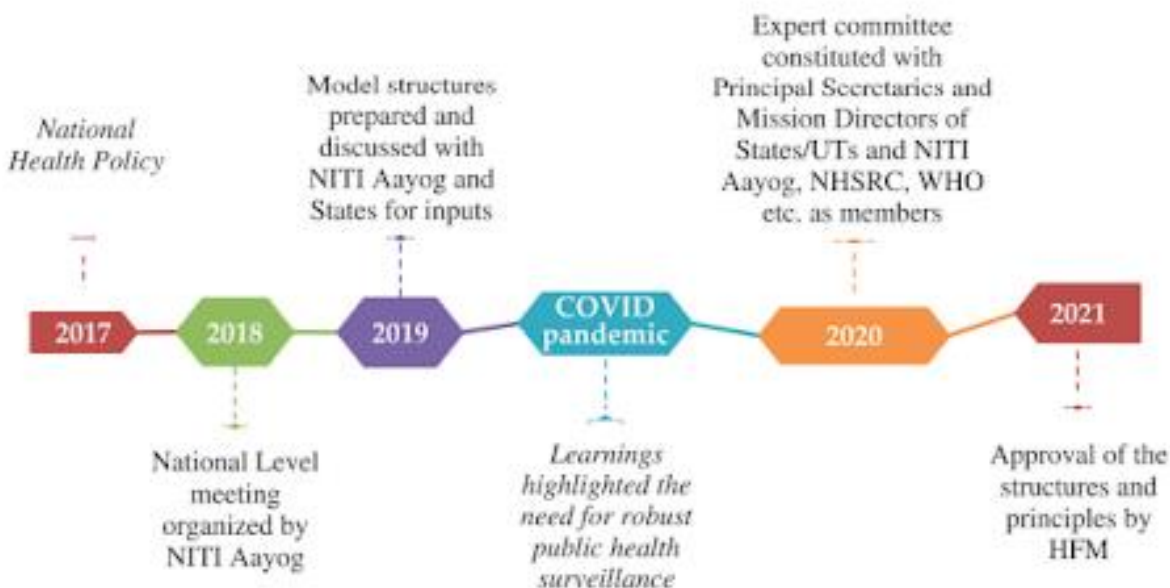 National
Health Policy
2017
2018
National Level
meeting
organized by
NITI Aayog
Model structures
prepared and
discussed with
NITI Aayog and
States for inputs
2019
COVID
pandemic
Learnings
highlighted the
need for robust
public health
surveillance
Expert committee
constituted with
Principal Secretaries and
Mission Directors of
States/UTs and NITI
Aayog, NHSRC, WHO
etc. as members
2020
2021
Approval of the
structures and
principles by
HFM